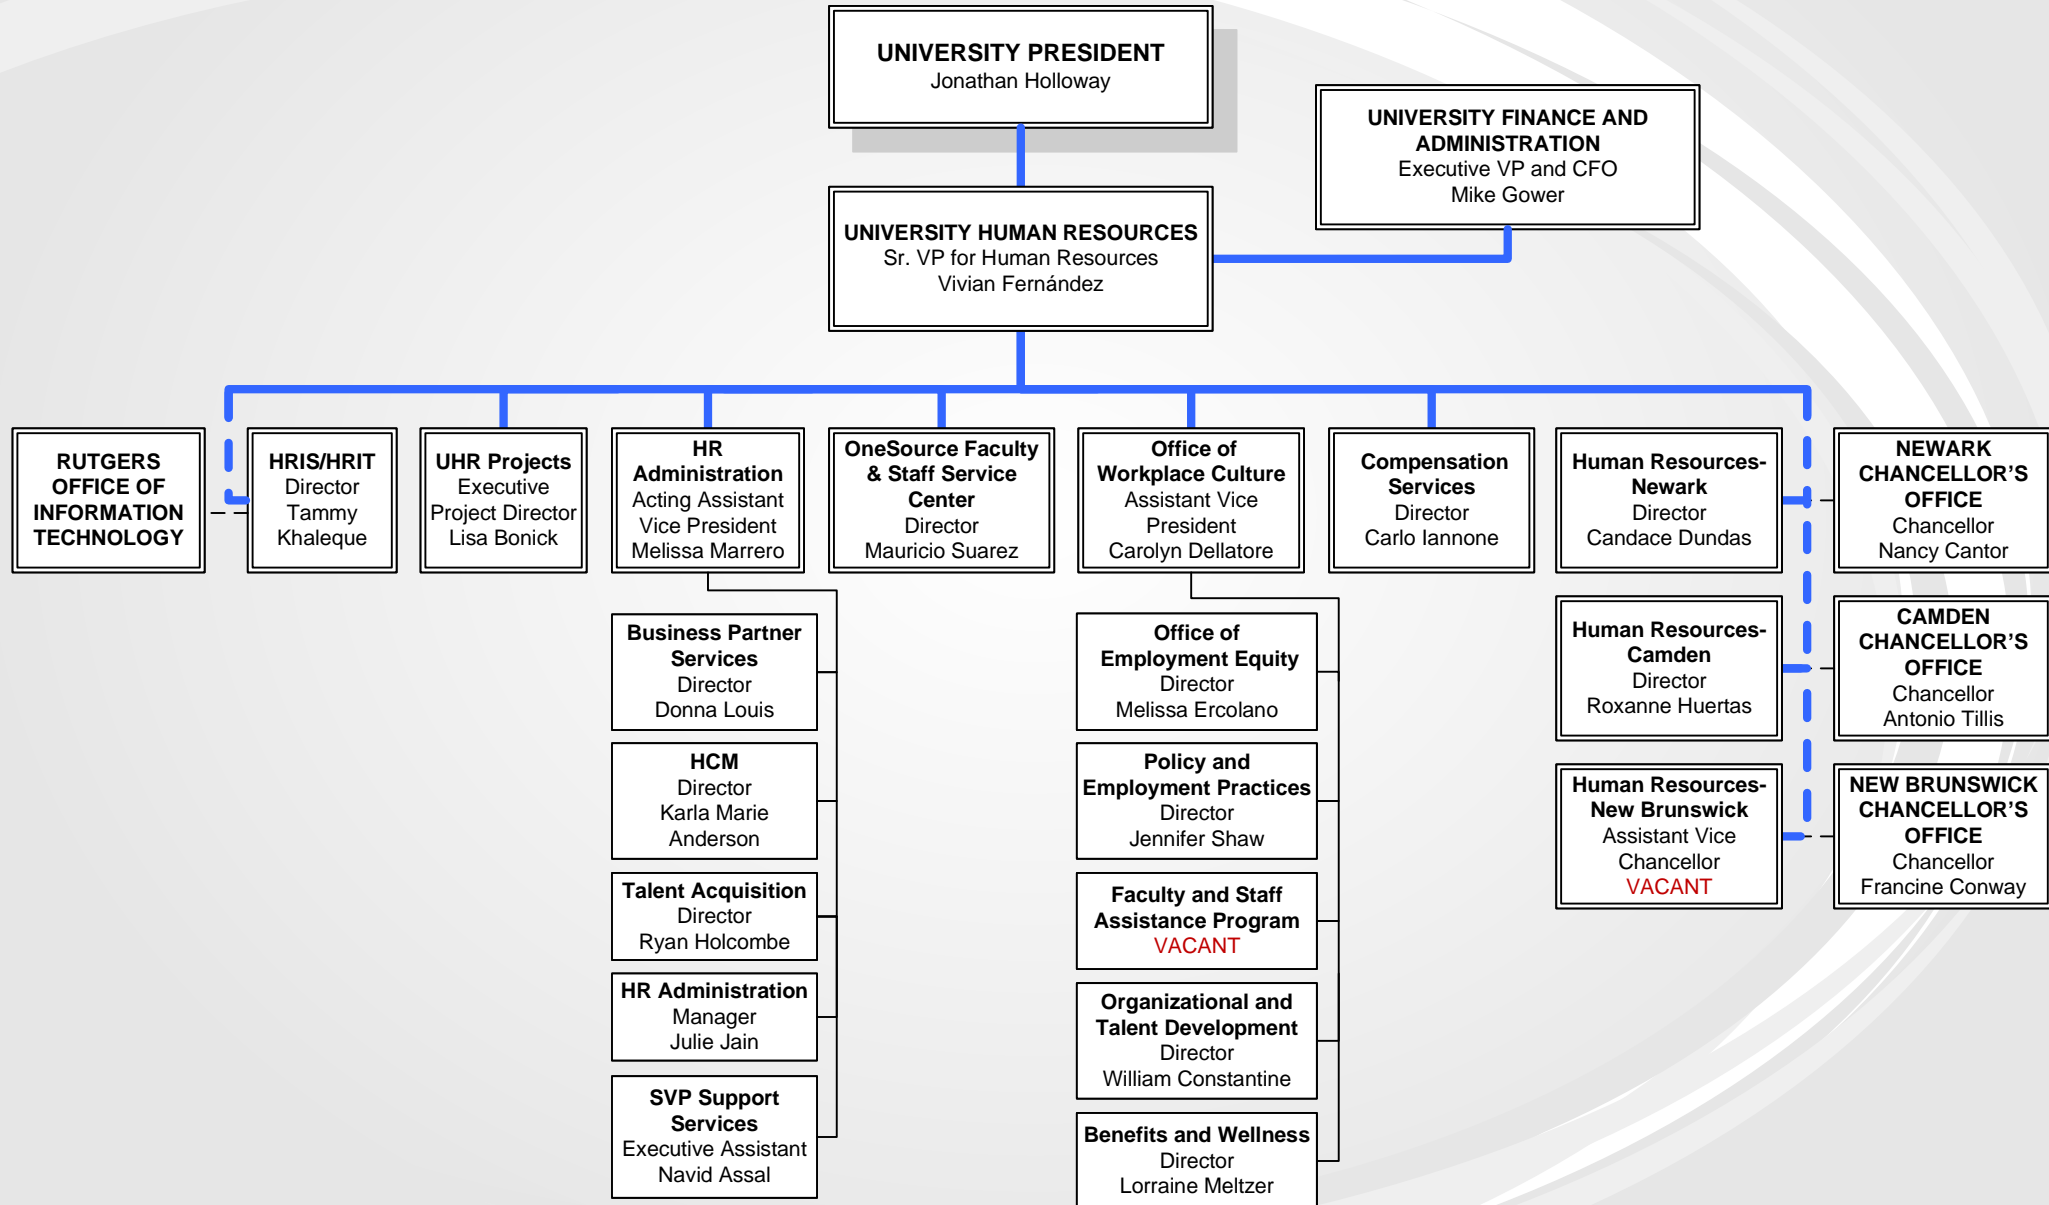 UNIVERSITY PRESIDENT
Jonathan Holloway
UNIVERSITY FINANCE AND
ADMINISTRATION
Executive VP and CFO
Mike Gower
UNIVERSITY HUMAN RESOURCES
Sr. VP for Human Resources
Vivian Fernández
RUTGERS
OFFICE OF
INFORMATION
TECHNOLOGY
HRIS/HRIT
Director
Tammy
Khaleque
UHR Projects
Executive
Project Director
Lisa Bonick
HR
Administration
Acting Assistant
Vice President
Melissa Marrero
OneSource Faculty
& Staff Service
Center
Director
Mauricio Suarez
Office of
Workplace Culture
Assistant Vice
President
Carolyn Dellatore
Compensation
Services
Director
Carlo Iannone
Human Resources-
Newark
Director
Candace Dundas
NEWARK
CHANCELLOR’S
OFFICE
Chancellor
Nancy Cantor
Business Partner
Services
Director
Donna Louis
HCM
Director
Karla Marie
Anderson
Talent Acquisition
Director
Ryan Holcombe
HR Administration
Manager
Julie Jain
SVP Support
Services
Executive Assistant
Navid Assal
Office of
Employment Equity
Director
Melissa Ercolano
Policy and
Employment Practices
Director
Jennifer Shaw
Faculty and Staff
Assistance Program
VACANT
Organizational and
Talent Development
Director
William Constantine
Benefits and Wellness
Director
Lorraine Meltzer
Human Resources-
Camden
Director
Roxanne Huertas
CAMDEN
CHANCELLOR’S
OFFICE
Chancellor
Antonio Tillis
Human Resources-
New Brunswick
Assistant Vice
Chancellor
VACANT
NEW BRUNSWICK
CHANCELLOR’S
OFFICE
Chancellor
Francine Conway